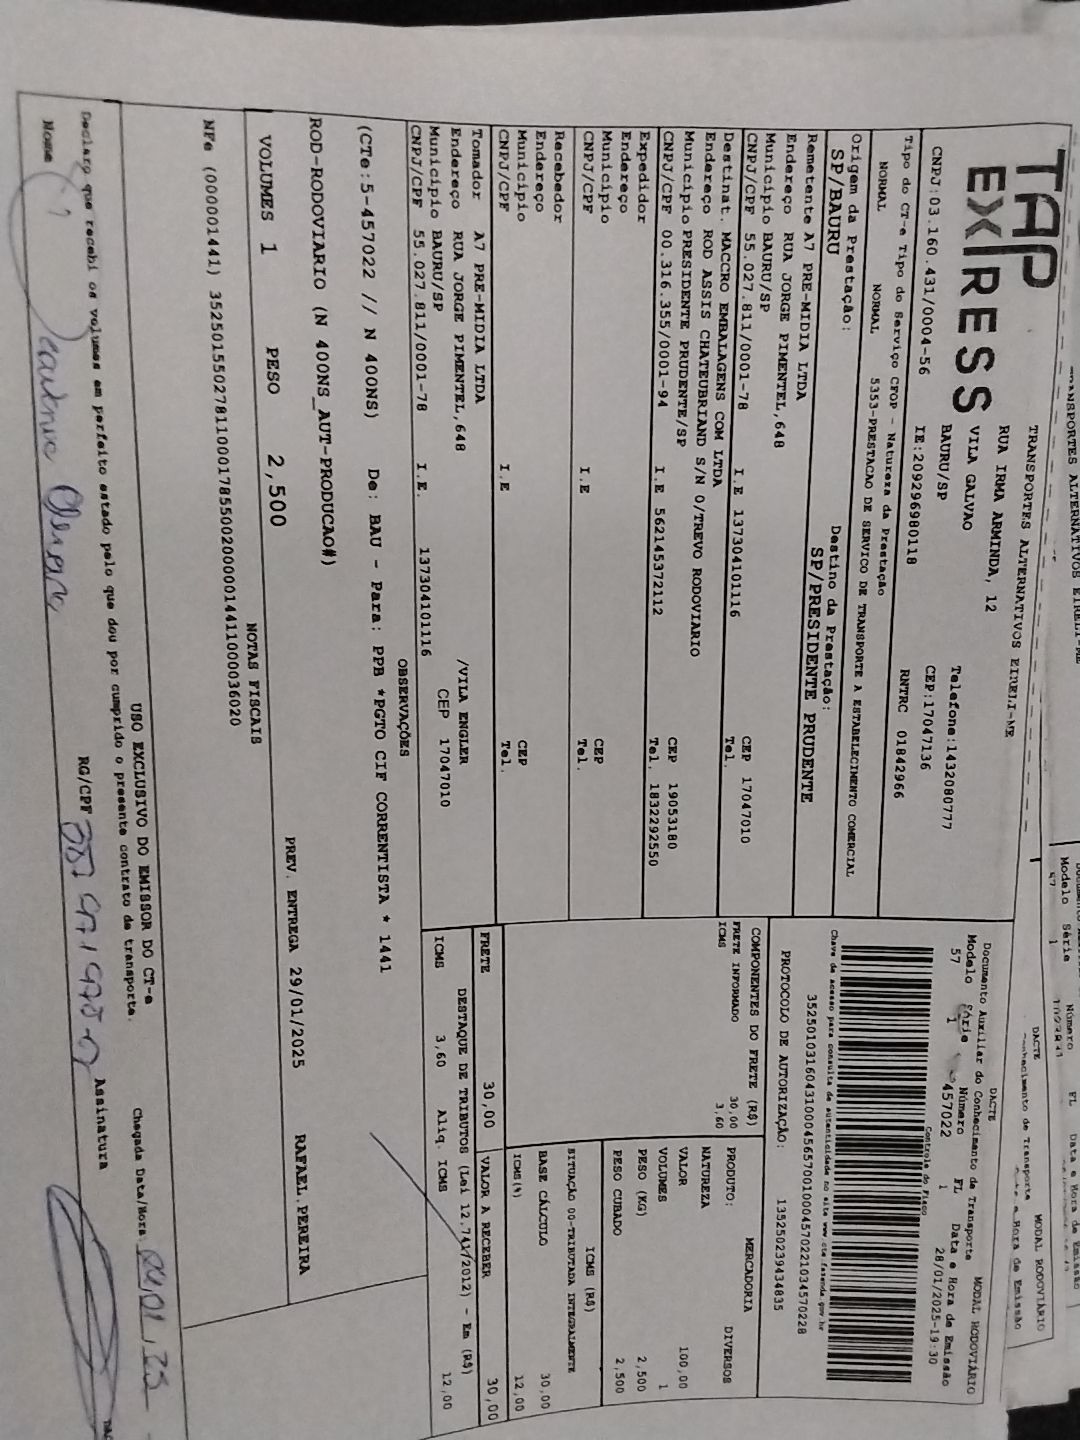 TAP
EXPRESS
TRANSPORTES ALTERNATIVOS EIRELI-ME
RUA IRMA ARMINDA, 12
VILA GALVAO
BAURU/SP
Telefone:1432080777
CEP:17047136
CNPJ:03.160.431/0004-56
IE:209296980118
RNTRC 01842966
Tipo do CT-e Tipo do Serviço CFOP - Natureza da Prestação
NORMAL NORMAL 5353-PRESTACAO DE SERVICO DE TRANSPORTE A ESTABELECIMENTO COMERCIAL
Origem da Prestação:
SP/BAURU
Destino da Prestação:
SP/PRESIDENTE PRUDENTE
DACTE MODAL RODOVIÁRIO
Documento Auxiliar do Conhecimento de Transporte
Modelo Série Número FL Data e Hora de Emissão
57 1 457022 1 28/01/2025-19:30
Controle do Fisco
Chave de acesso para consulta de autenticidade no site www.cte.fazenda.gov.br
35250103160431000456570010004570221034570228
PROTOCOLO DE AUTORIZAÇÃO: 135250239434835
Remetente A7 PRE-MIDIA LTDA
Endereço RUA JORGE PIMENTEL,648
Município BAURU/SP CEP 17047010
CNPJ/CPF 55.027.811/0001-78 I.E 137304101116 Tel.
Destinat. MACCRO EMBALAGENS COM LTDA
Endereço ROD ASSIS CHATEUBRIAND S/N 0/TREVO RODOVIARIO
Município PRESIDENTE PRUDENTE/SP CEP 19053180
CNPJ/CPF 00.316.355/0001-94 I.E 562145372112 Tel. 1832292550
Expedidor
Endereço
Município CEP
CNPJ/CPF I.E Tel.
Recebedor
Endereço
Município CEP
CNPJ/CPF I.E Tel.
Tomador A7 PRE-MIDIA LTDA
Endereço RUA JORGE PIMENTEL,648 /VILA ENGLER
Município BAURU/SP CEP 17047010
CNPJ/CPF 55.027.811/0001-78 I.E. 137304101116
COMPONENTES DO FRETE (R$)
FRETE INFORMADO 30,00
ICMS 3,60
FRETE 30,00
MERCADORIA
PRODUTO: DIVERSOS
NATUREZA
VALOR 100,00
VOLUMES 1
PESO (KG) 2,500
PESO CUBADO 2,500
ICMS (R$)
SITUAÇÃO 00-TRIBUTADA INTEGRALMENTE
BASE CÁLCULO 30,00
ICMS(%) 12,00
VALOR A RECEBER 30,00
DESTAQUE DE TRIBUTOS (Lei 12.741/2012) - Em (R$)
ICMS 3,60 Aliq. ICMS 12,00
OBSERVAÇÕES
(CTe:5-457022 // N 400NS) De: BAU - Para: PPB *PGTO CIF CORRENTISTA * 1441
ROD-RODOVIARIO (N 400NS_AUT-PRODUCAO#)
VOLUMES 1 PESO 2,500 PREV. ENTREGA 29/01/2025 RAFAEL.PEREIRA
NOTAS FISCAIS
NFe (000001441) 35250155027811000178550020000014411000036020
USO EXCLUSIVO DO EMISSOR DO CT-e
Declaro que recebi os volumes em perfeito estado pelo que dou por cumprido o presente contrato de transporte.
Chegada Data/Hora
Nome
RG/CPF
Assinatura